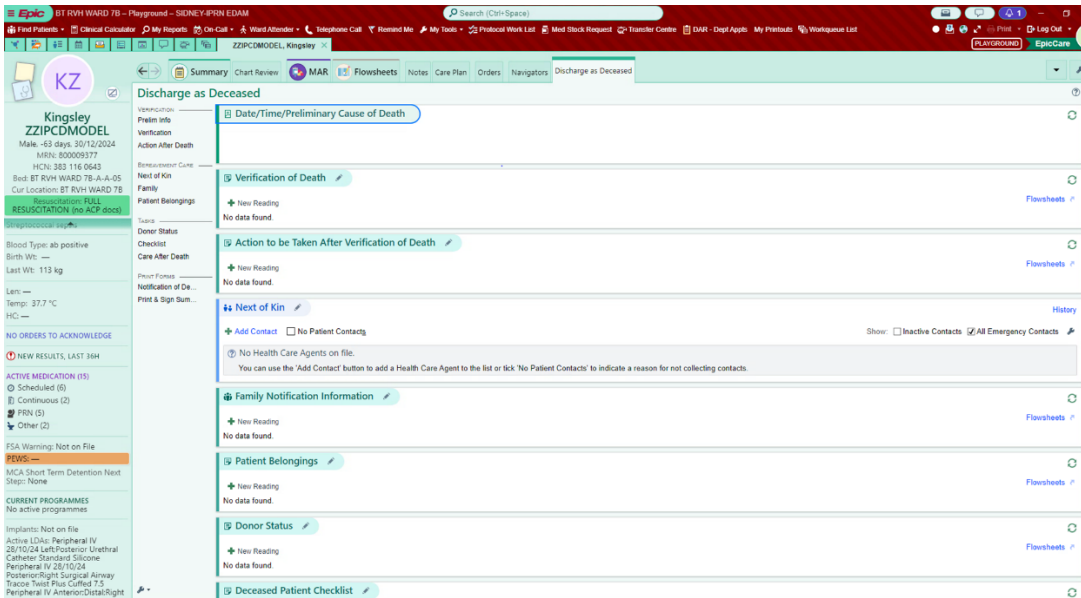 Epic BT RVH WARD 7B – Playground – SIDNEY-IPRN EDAM
Search (Ctrl+Space)
1
Find Patients Clinical Calculator My Reports On-Call Ward Attender Telephone Call Remind Me My Tools Protocol Work List Med Stock Request Transfer Centre DAR - Dept Appts My Printouts Workqueue List
Print Log Out
ZZIPCDMODEL, Kingsley
PLAYGROUND EpicCare
KZ
Summary Chart Review MAR Flowsheets Notes Care Plan Orders Navigators Discharge as Deceased
Discharge as Deceased
Kingsley
ZZIPCDMODEL
Male, -63 days, 30/12/2024
MRN: 800009377
HCN: 383 116 0643
Bed: BT RVH WARD 7B-A-A-05
Cur Location: BT RVH WARD 7B
Resuscitation: FULL
RESUSCITATION (no ACP docs)
Streptococcal sepsis
Blood Type: ab positive
Birth Wt: —
Last Wt: 113 kg
Len: —
Temp: 37.7 °C
HC: —
NO ORDERS TO ACKNOWLEDGE
NEW RESULTS, LAST 36H
ACTIVE MEDICATION (15)
Scheduled (6)
Continuous (2)
PRN (5)
Other (2)
FSA Warning: Not on File
PEWS: —
MCA Short Term Detention Next
Step: None
CURRENT PROGRAMMES
No active programmes
Implants: Not on file
Active LDAs: Peripheral IV
28/10/24 Left;Posterior Urethral
Catheter Standard Silicone
Peripheral IV 28/10/24
Posterior;Right Surgical Airway
Tracoe Twist Plus Cuffed 7.5
Peripheral IV Anterior;Distal;Right
VERIFICATION
Prelim Info
Verification
Action After Death
BEREAVEMENT CARE
Next of Kin
Family
Patient Belongings
TASKS
Donor Status
Checklist
Care After Death
PRINT FORMS
Notification of De...
Print & Sign Sum...
Date/Time/Preliminary Cause of Death
Verification of Death
New Reading
Flowsheets
No data found.
Action to be Taken After Verification of Death
New Reading
Flowsheets
No data found.
Next of Kin
History
Add Contact No Patient Contacts
Show: Inactive Contacts All Emergency Contacts
No Health Care Agents on file.
You can use the 'Add Contact' button to add a Health Care Agent to the list or tick 'No Patient Contacts' to indicate a reason for not collecting contacts.
Family Notification Information
New Reading
Flowsheets
No data found.
Patient Belongings
New Reading
Flowsheets
No data found.
Donor Status
New Reading
Flowsheets
No data found.
Deceased Patient Checklist